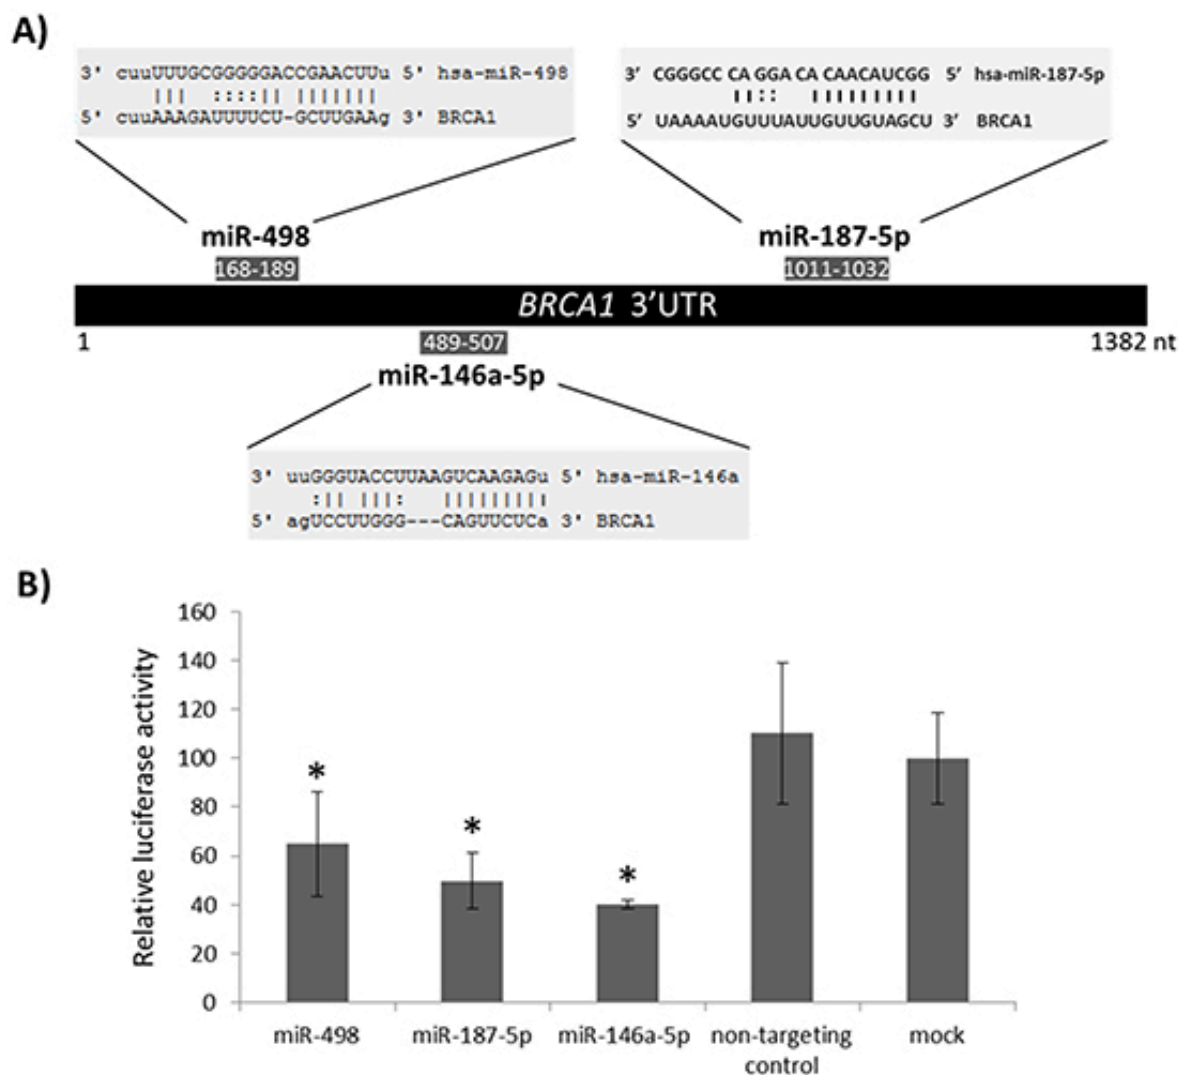 A)
3' cuuUUUGCGGGGGACCGAACUUu 5' hsa-miR-498
||| ::::|| |||||||
5' cuuAAAGAUUUUCU-GCUUGAAg 3' BRCA1
3' CGGGCC CA GGA CA CAACAUCGG 5' hsa-miR-187-5p
||:: |||||||||
5' UAAAAUGUUUAUUGUUGUAGCU 3' BRCA1
miR-498
miR-187-5p
168-189
1011-1032
BRCA1 3'UTR
1
489-507
1382 nt
miR-146a-5p
3' uuGGGUACCUUAAGUCAAGAGu 5' hsa-miR-146a
:|| |||: |||||||||
5' agUCCUUGGG---CAGUUCUCa 3' BRCA1
B)
Relative luciferase activity
160
140
120
100
80
60
40
20
0
*
*
*
miR-498
miR-187-5p
miR-146a-5p
non-targeting
control
mock